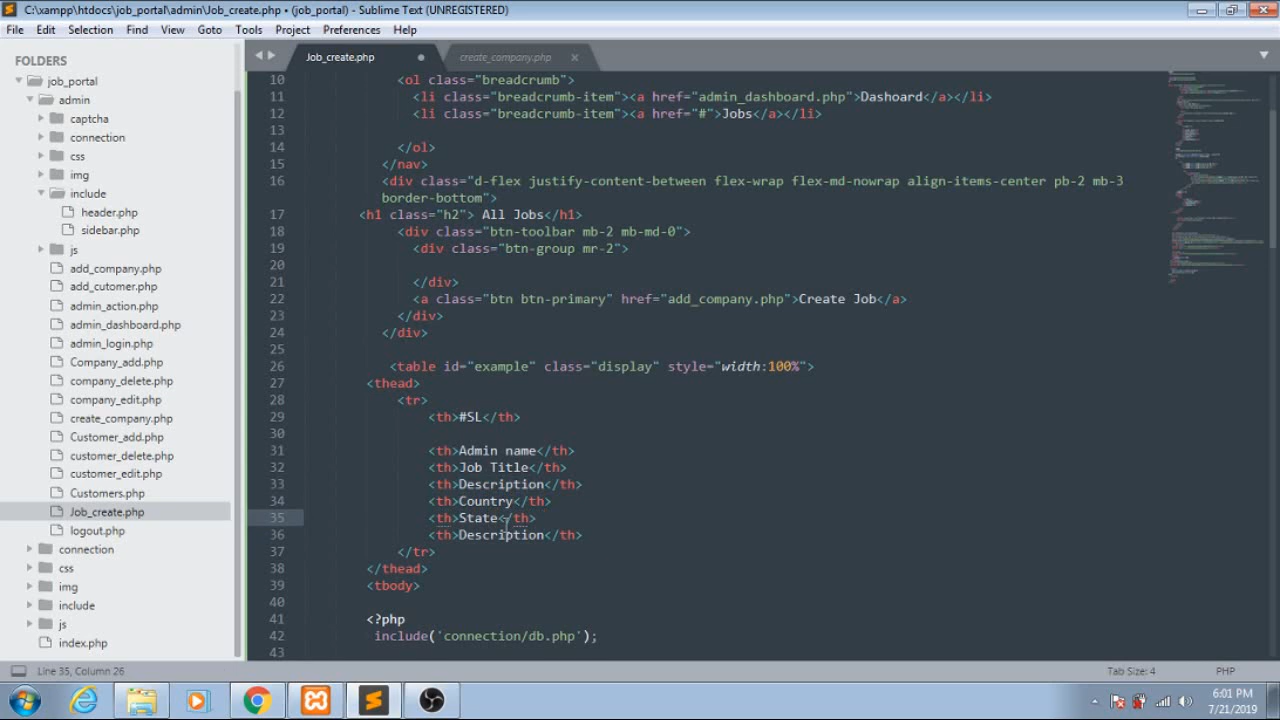 C:\xampp\htdocs\job_portal\admin\Job_create.php • (job_portal) - Sublime Text (UNREGISTERED)
File Edit Selection Find View Goto Tools Project Preferences Help
FOLDERS
job_portal
admin
captcha
connection
css
img
include
header.php
sidebar.php
js
add_company.php
add_cutomer.php
admin_action.php
admin_dashboard.php
admin_login.php
Company_add.php
company_delete.php
company_edit.php
create_company.php
Customer_add.php
customer_delete.php
customer_edit.php
Customers.php
Job_create.php
logout.php
connection
css
img
include
js
index.php
Job_create.php create_company.php
10 <ol class="breadcrumb">
11 <li class="breadcrumb-item"><a href="admin_dashboard.php">Dashoard</a></li>
12 <li class="breadcrumb-item"><a href="#">Jobs</a></li>
13
14 </ol>
15 </nav>
16 <div class="d-flex justify-content-between flex-wrap flex-md-nowrap align-items-center pb-2 mb-3
border-bottom">
17 <h1 class="h2"> All Jobs</h1>
18 <div class="btn-toolbar mb-2 mb-md-0">
19 <div class="btn-group mr-2">
20
21 </div>
22 <a class="btn btn-primary" href="add_company.php">Create Job</a>
23 </div>
24 </div>
25
26 <table id="example" class="display" style="width:100%">
27 <thead>
28 <tr>
29 <th>#SL</th>
30
31 <th>Admin name</th>
32 <th>Job Title</th>
33 <th>Description</th>
34 <th>Country</th>
35 <th>State</th>
36 <th>Description</th>
37 </tr>
38 </thead>
39 <tbody>
40
41 <?php
42 include('connection/db.php');
43
Line 35, Column 26 Tab Size: 4 PHP
6:01 PM
7/21/2019